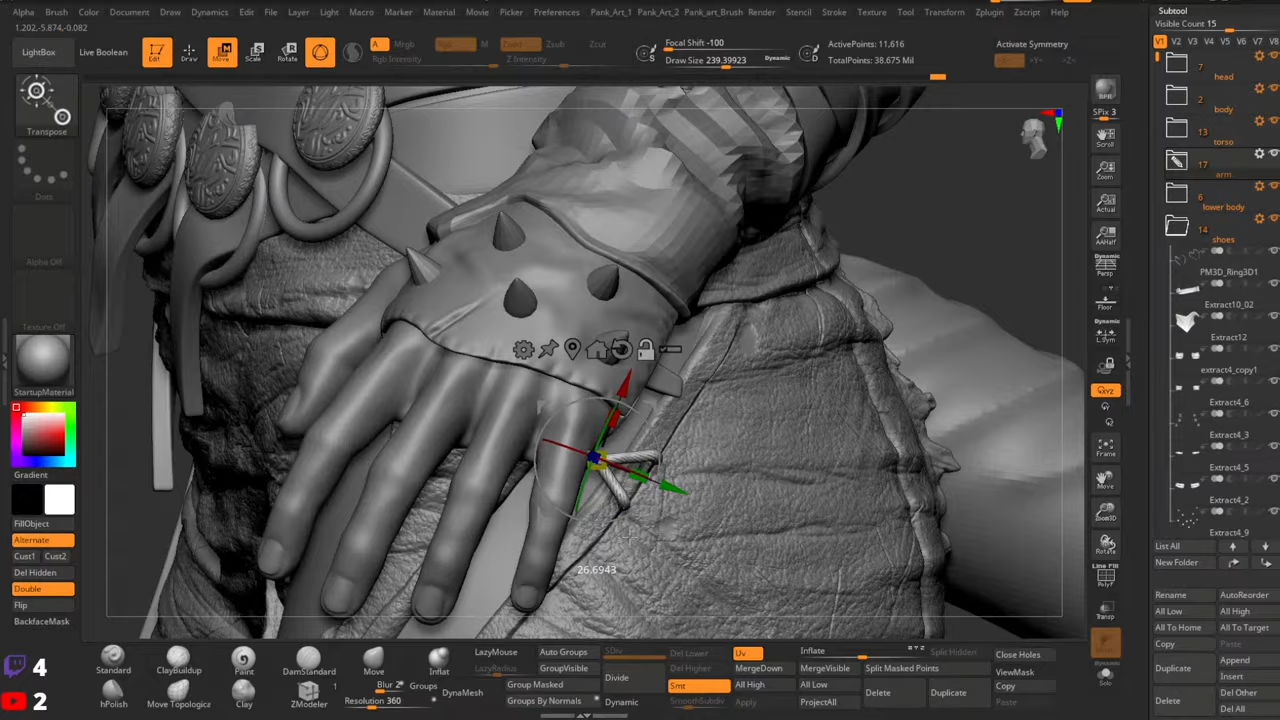 Alpha Brush Color Document Draw Dynamics Edit File Layer Light Macro Marker Material Movie Picker Preferences Pank_Art_1 Pank_Art_2 Pank_art_Brush Render Stencil Stroke Texture Tool Transform Zplugin Zscript Help
1.202,-5.874,-0.082
LightBox Live Boolean
Edit Draw Move Scale Rotate
A Mrgb M
Rgb Intensity
Zsub Zcut
Z Intensity
Focal Shift -100
Draw Size 239.39923 Dynamic
ActivePoints: 11,616
TotalPoints: 38.675 Mil
Activate Symmetry
Transpose
Dots
Alpha Off
Texture Off
StartupMaterial
Gradient
FillObject
Alternate
Cust1 Cust2
Del Hidden
Double
Flip
BackfaceMask
4
2
26.6943
BPR
SPix 3
Scroll
Zoom
Actual
AAHalf
Dynamic
Persp
Floor
Dynamic
L.Sym
xyz
Frame
Move
Zoom3D
Rotate
Line Fill
PolyF
Transp
Dynamic
Solo
Subtool
Visible Count 15
V1 V2 V3 V4 V5 V6 V7 V8
7
head
2
body
13
torso
17
arm
6
lower body
14
shoes
PM3D_Ring3D1
Extract10_02
Extract12
extract4_copy1
Extract4_6
Extract4_3
Extract4_5
Extract4_2
Extract4_9
List All
New Folder
Rename AutoReorder
All Low All High
All To Home All To Target
Copy Paste
Duplicate Append
Insert
Delete Del Other
Del All
Standard ClayBuildup Paint DamStandard Move Inflat
hPolish Move Topologica Clay ZModeler
1
Blur 2 Groups
Resolution 360
DynaMesh
LazyMouse
LazyRadius
Auto Groups
GroupVisible
Group Masked
Groups By Normals
SDiv
Divide
Dynamic
Del Lower
Del Higher
Smt
SmoothSubdiv
Uv
MergeDown
All High
Apply
Inflate
MergeVisible
All Low
ProjectAll
Split Hidden
Split Masked Points
Delete Duplicate
Close Holes
ViewMask
Copy
Paste